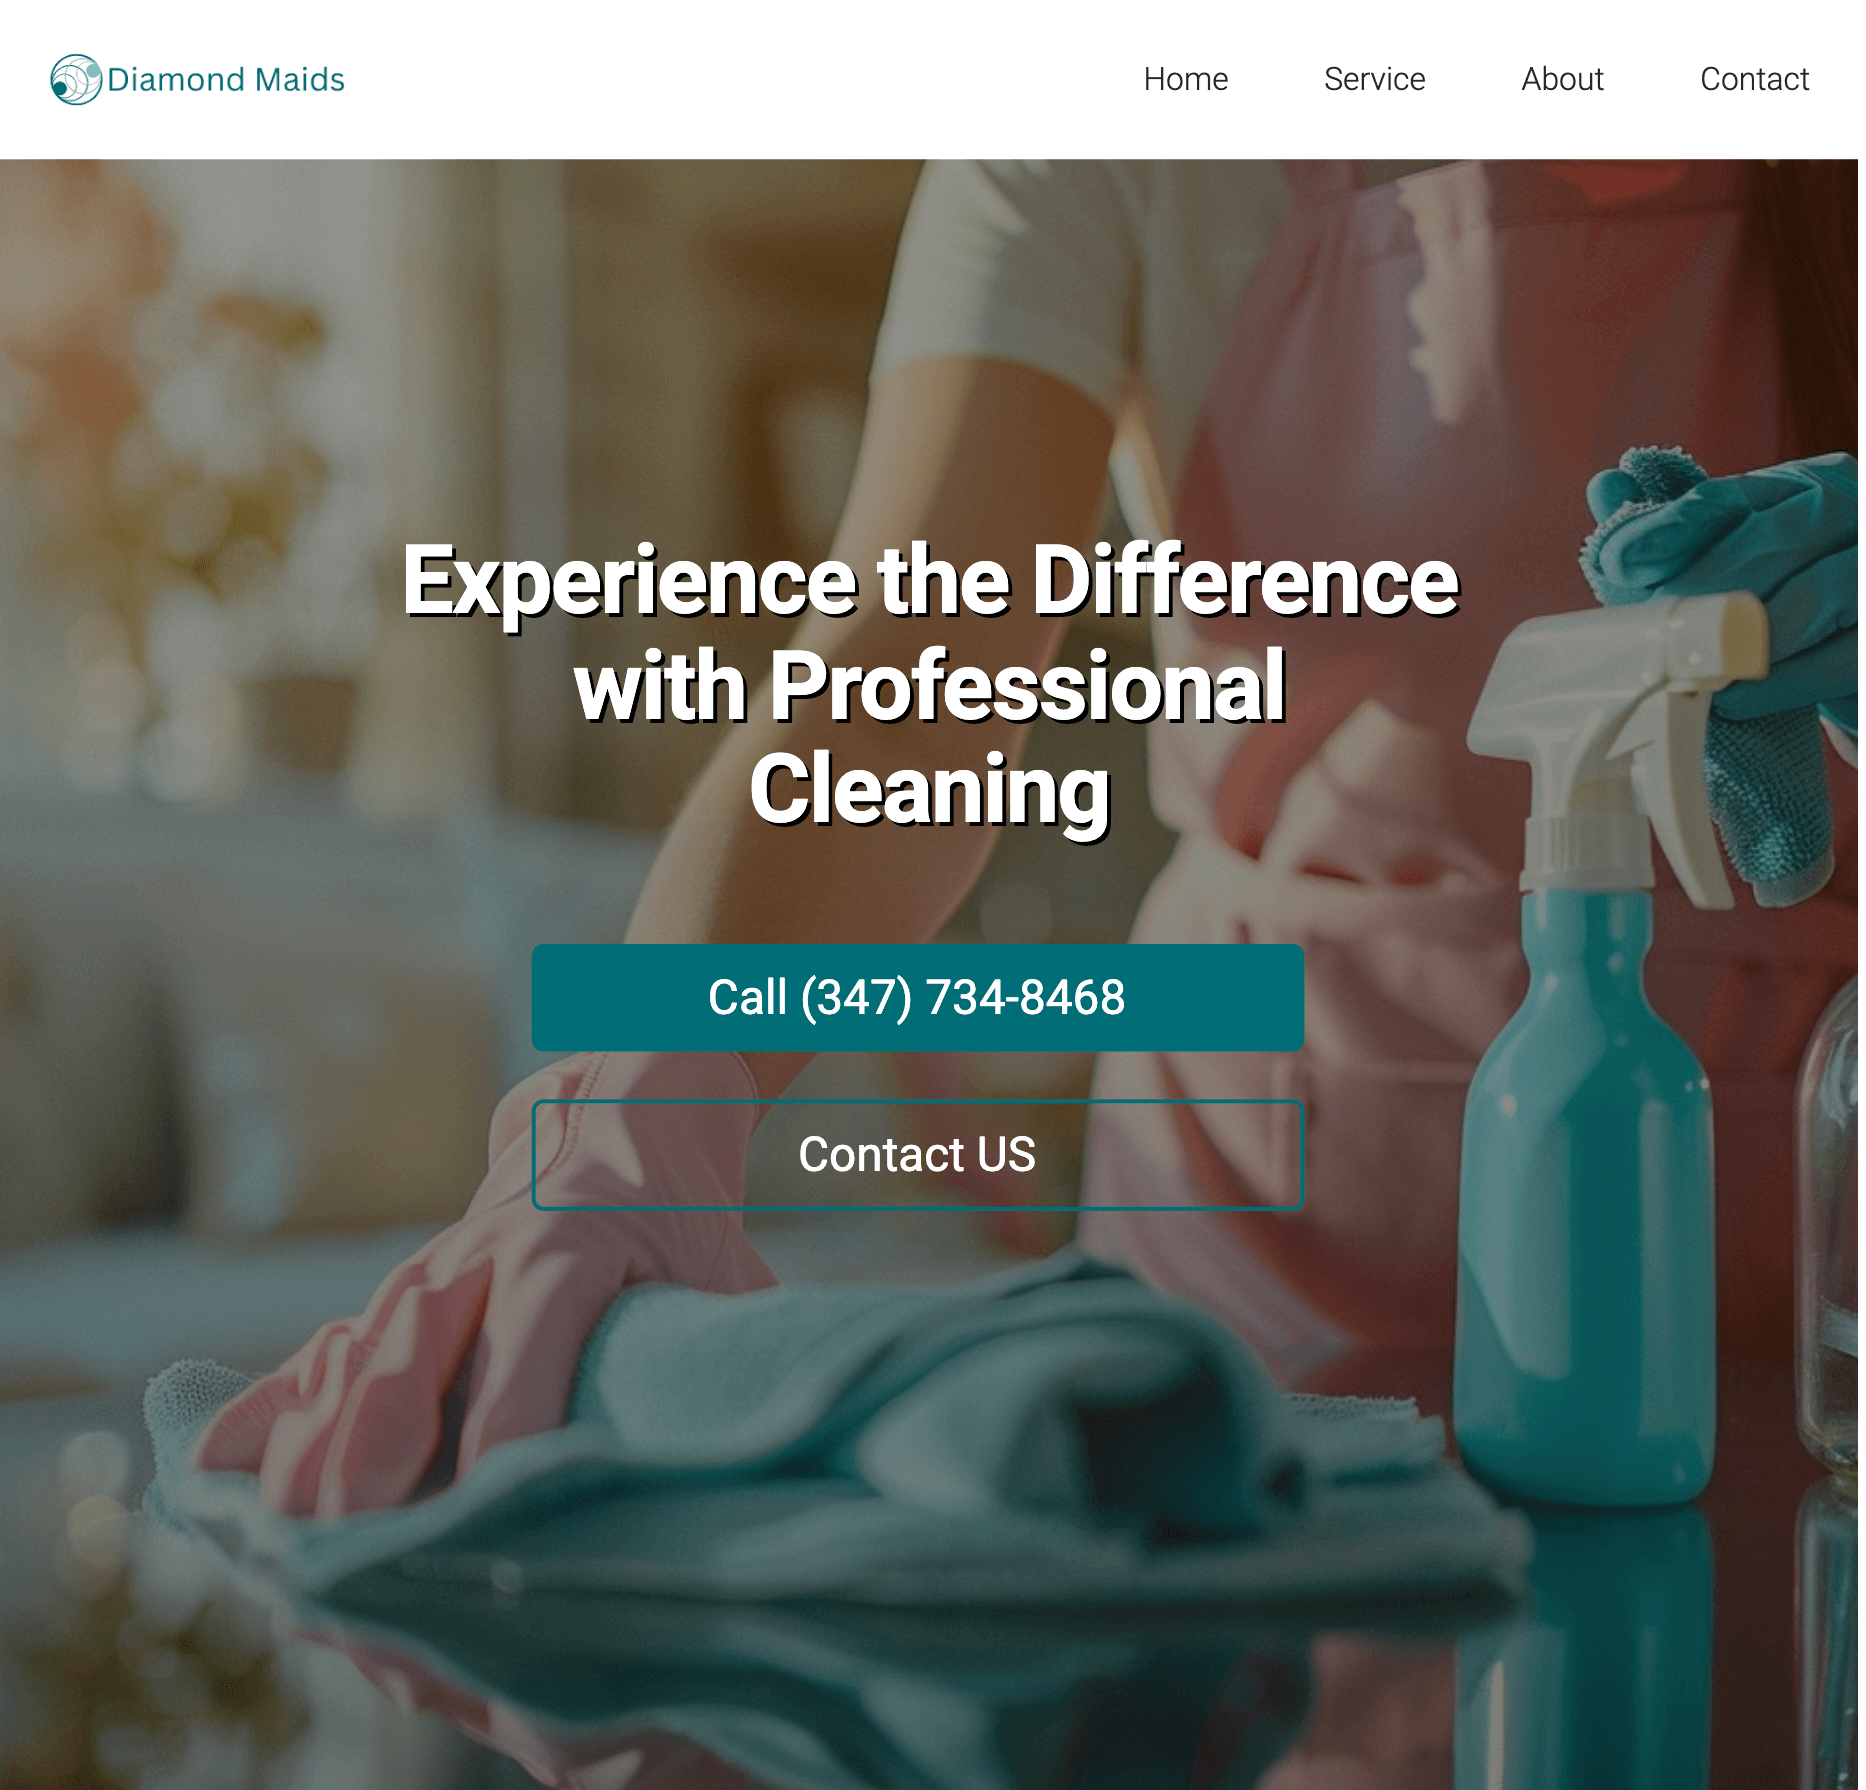 Diamond Maids
Home Service About Contact
Experience the Difference
with Professional
Cleaning
Call (347) 734-8468
Contact US